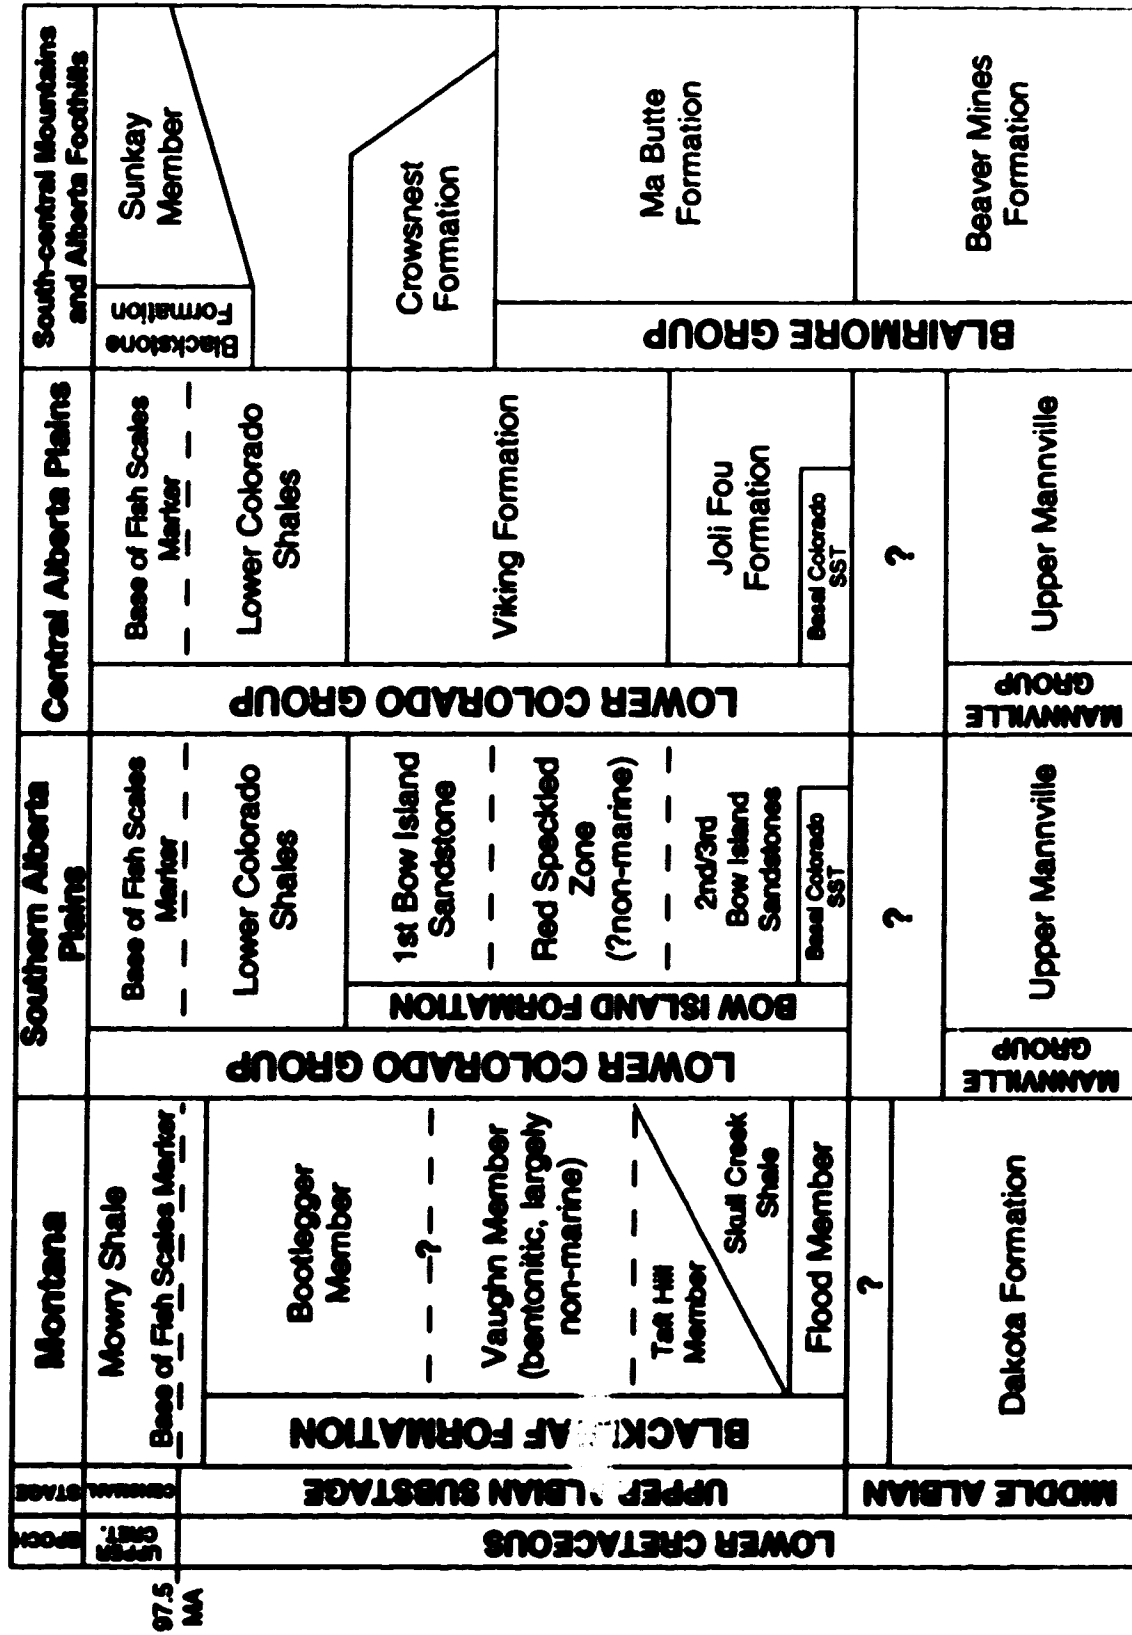 EPOCH
STAGE
Montana
Southern Alberta
Plains
Central Alberta Plains
South-central Mountains
and Alberta Foothills
97.5
MA
UPPER
CRET.
LOWER CRETACEOUS
UPPER ALBIAN SUBSTAGE
MIDDLE ALBIAN
Mowry Shale
Base of Fish Scales Marker
BLACK AF FORMATION
Bootlegger
Member
?
Vaughn Member
(bentonitic, largely
non-marine)
Taft Hill
Member
Skull Creek
Shale
Flood Member
?
Dakota Formation
LOWER COLORADO GROUP
Base of Fish Scales
Marker
Lower Colorado
Shales
BOW ISLAND FORMATION
1st Bow Island
Sandstone
Red Speckled
Zone
(?non-marine)
2nd/3rd
Bow Island
Sandstones
Basal Colorado
SST
?
MANNVILLE
GROUP
Upper Mannville
LOWER COLORADO GROUP
Base of Fish Scales
Marker
Lower Colorado
Shales
Viking Formation
Joli Fou
Formation
Basal Colorado
SST
?
MANNVILLE
GROUP
Upper Mannville
Blackstone
Formation
Sunkay
Member
Crowsnest
Formation
BLAIRMORE GROUP
Ma Butte
Formation
Beaver Mines
Formation